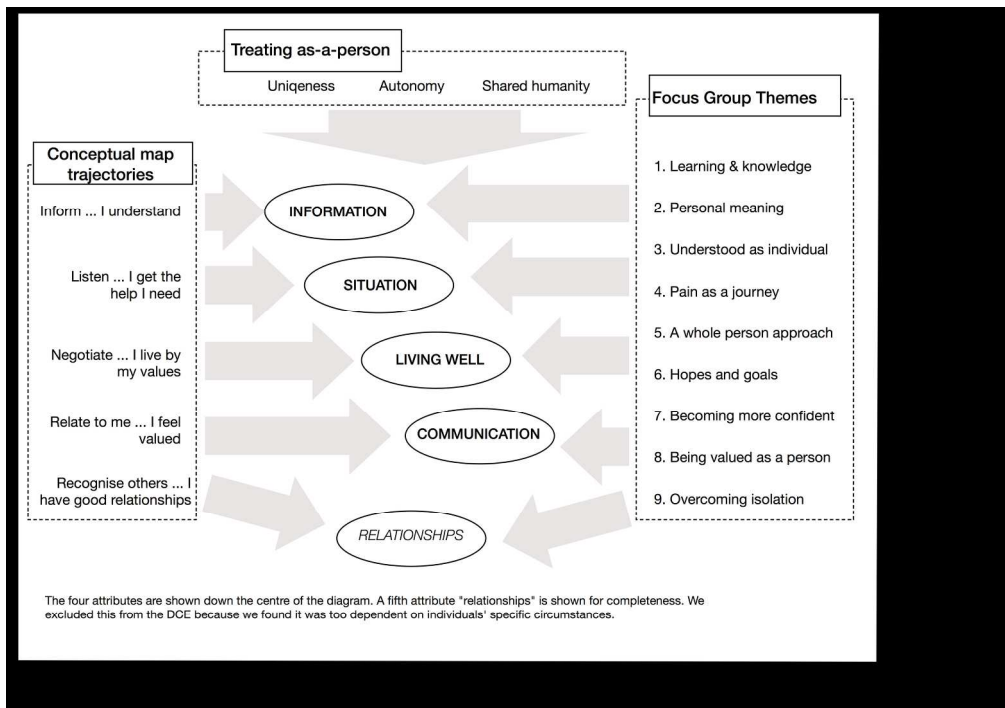 Treating as-a-person
Uniqeness Autonomy Shared humanity
Focus Group Themes
Conceptual map
trajectories
Inform ... I understand
Listen ... I get the
help I need
Negotiate ... I live by
my values
Relate to me ... I feel
valued
Recognise others ... I
have good relationships
INFORMATION
SITUATION
LIVING WELL
COMMUNICATION
RELATIONSHIPS
1. Learning & knowledge
2. Personal meaning
3. Understood as individual
4. Pain as a journey
5. A whole person approach
6. Hopes and goals
7. Becoming more confident
8. Being valued as a person
9. Overcoming isolation
The four attributes are shown down the centre of the diagram. A fifth attribute "relationships" is shown for completeness. We
excluded this from the DCE because we found it was too dependent on individuals' specific circumstances.